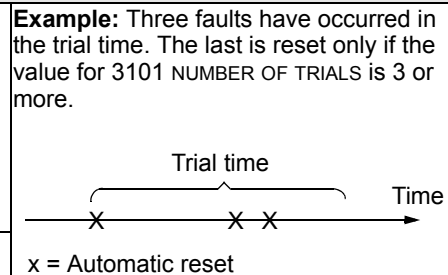 Example: Three faults have occurred in
the trial time. The last is reset only if the
value for 3101 NUMBER OF TRIALS is 3 or
more.
Trial time
Time
x x x
x = Automatic reset